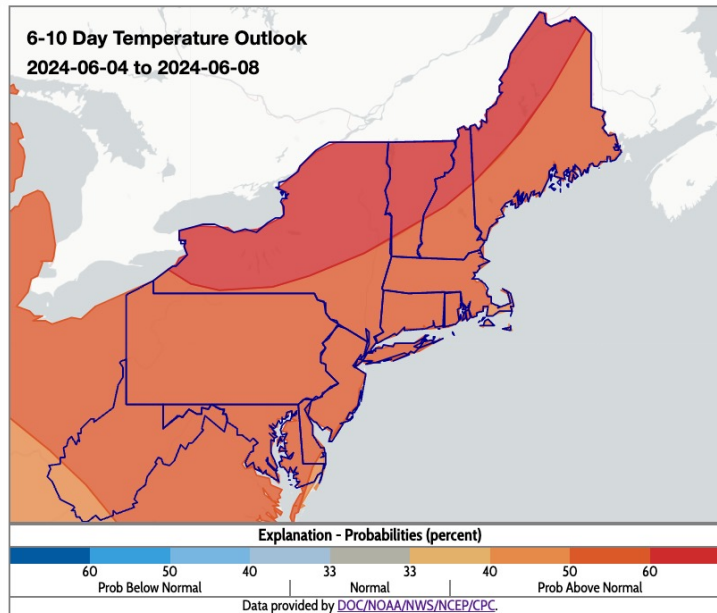 6-10 Day Temperature Outlook
2024-06-04 to 2024-06-08
Explanation - Probabilities (percent)
60 50 40 33 33 40 50 60
Prob Below Normal Normal Prob Above Normal
Data provided by DOC/NOAA/NWS/NCEP/CPC.